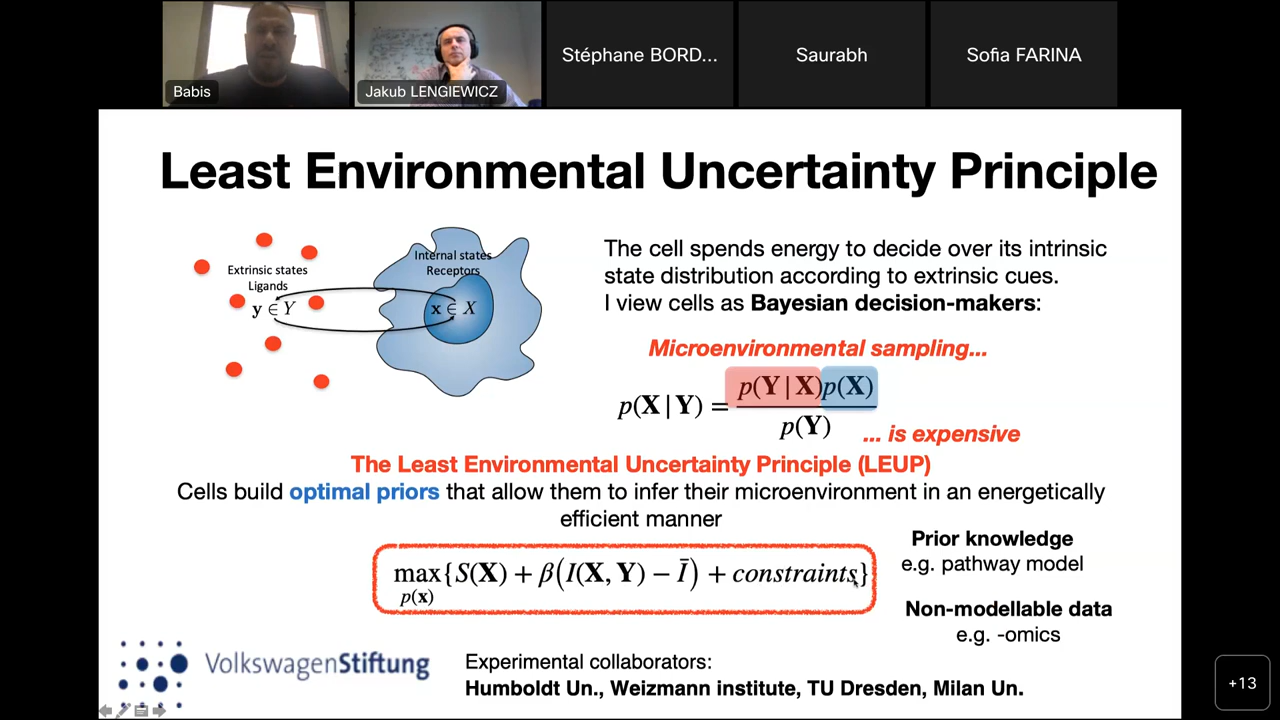 Babis
Jakub LENGIEWICZ
Stéphane BORD...
Saurabh
Sofia FARINA
Least Environmental Uncertainty Principle
Extrinsic states
Ligands
y ∈ Y
Internal states
Receptors
x ∈ X
The cell spends energy to decide over its intrinsic
state distribution according to extrinsic cues.
I view cells as Bayesian decision-makers:
Microenvironmental sampling...
p(X | Y) = p(Y | X)p(X) / p(Y)
... is expensive
The Least Environmental Uncertainty Principle (LEUP)
Cells build optimal priors that allow them to infer their microenvironment in an energetically
efficient manner
max{S(X) + β(I(X, Y) − Ī) + constraints}
p(x)
Prior knowledge
e.g. pathway model
Non-modellable data
e.g. -omics
VolkswagenStiftung
Experimental collaborators:
Humboldt Un., Weizmann institute, TU Dresden, Milan Un.
+13